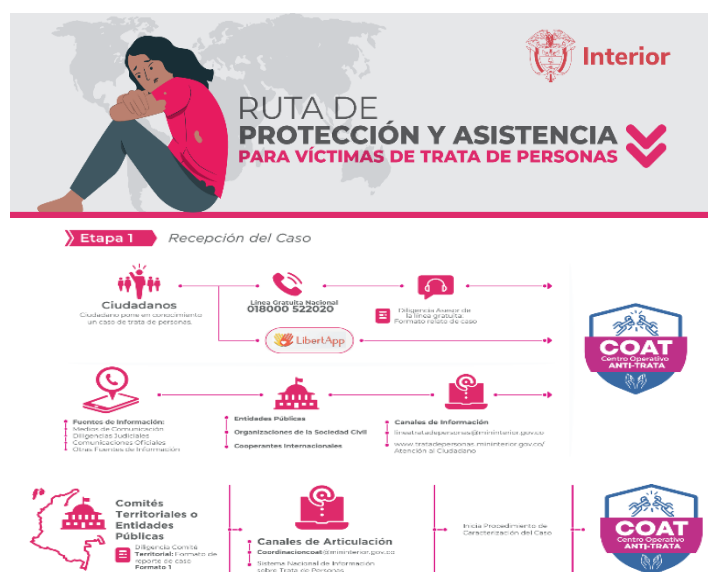 Interior
RUTA DE
PROTECCIÓN Y ASISTENCIA
PARA VÍCTIMAS DE TRATA DE PERSONAS
Etapa 1
Recepción del Caso
Ciudadanos
Ciudadano pone en conocimiento
un caso de trata de personas.
Línea Gratuita Nacional
018000 522020
Diligencia Asesor de
la línea gratuita:
Formato relato de caso
LibertApp
COAT
Centro Operativo
ANTI-TRATA
Fuentes de Información:
Medios de Comunicación
Diligencias Judiciales
Comunicaciones Oficiales
Otras Fuentes de Información
Entidades Públicas
Organizaciones de la Sociedad Civil
Cooperantes Internacionales
Canales de Información
lineatratadepersonas@mininterior.gov.co
www.tratadepersonas.mininterior.gov.co/
Atención al Ciudadano
Comités
Territoriales o
Entidades
Públicas
Diligencia Comité
Territorial: Formato de
reporte de caso
Formato 1
Canales de Articulación
Coordinacioncoat@mininterior.gov.co
Sistema Nacional de Información
sobre Trata de Personas
Inicia Procedimiento de
Caracterización del Caso
COAT
Centro Operativo
ANTI-TRATA